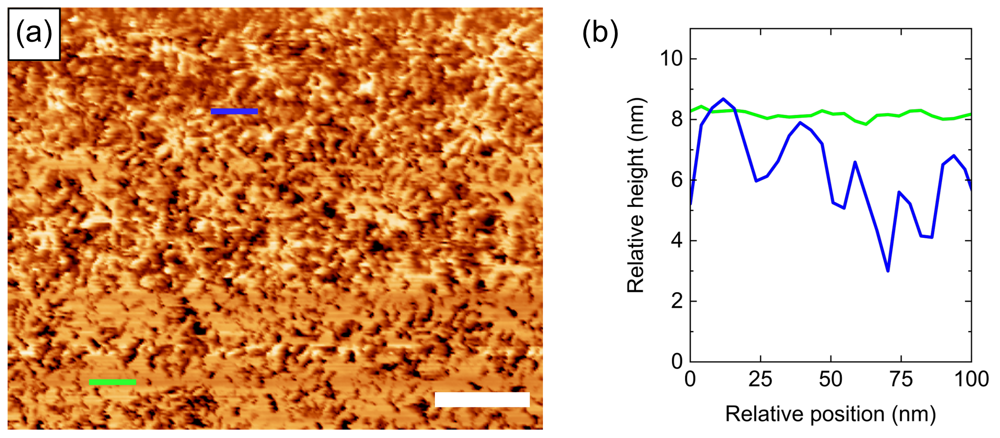 (a)
(b)
Relative height (nm)
10
8
6
4
2
0
0 25 50 75 100
Relative position (nm)